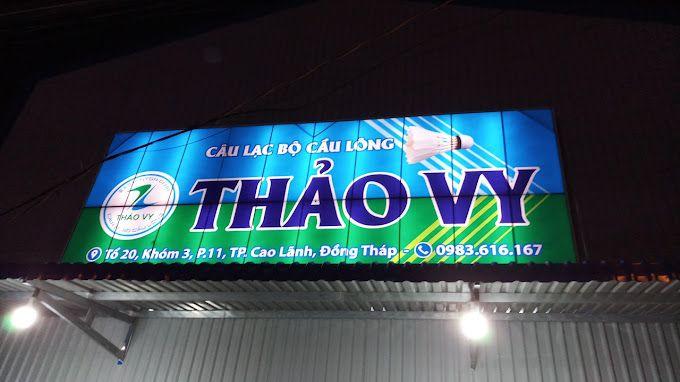 CÂU LẠC BỘ CẦU LÔNG
THẢO VY
THẢO VY
Tổ 20, Khóm 3, P.11, TP. Cao Lãnh, Đồng Tháp - 0983.616.167